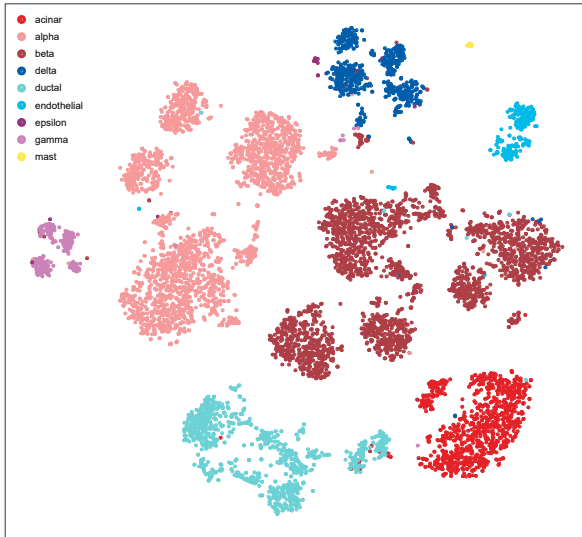 acinar
alpha
beta
delta
ductal
endothelial
epsilon
gamma
mast